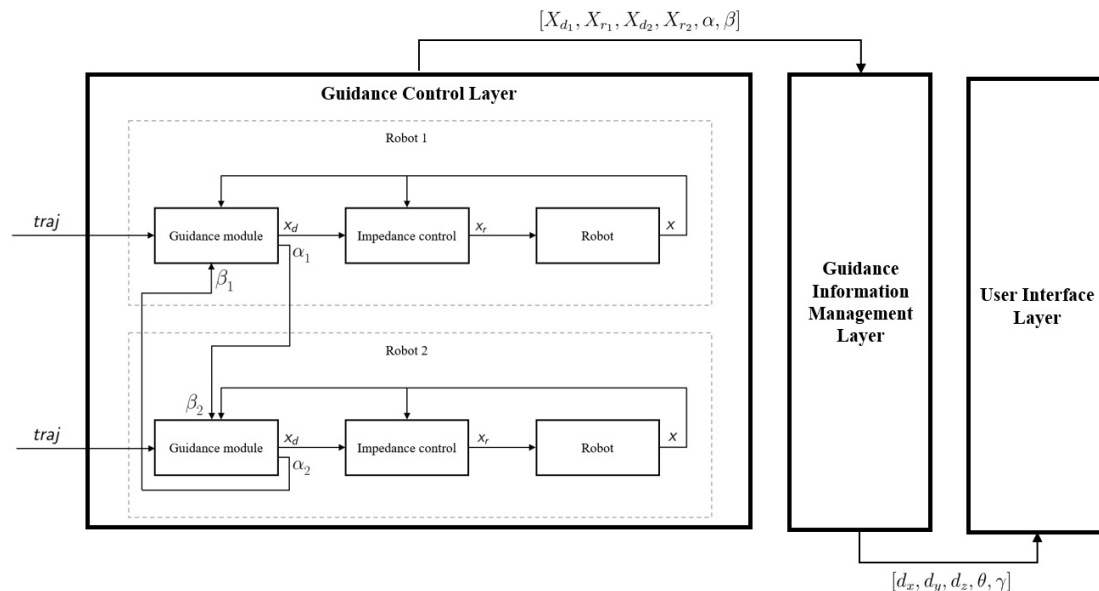 [X_{d_1}, X_{r_1}, X_{d_2}, X_{r_2}, α, β]
Guidance Control Layer
Robot 1
traj
Guidance module
x_d
Impedance control
x_r
Robot
x
α_1
β_1
Robot 2
β_2
traj
Guidance module
x_d
Impedance control
x_r
Robot
x
α_2
Guidance
Information
Management
Layer
User Interface
Layer
[d_x, d_y, d_z, θ, γ]